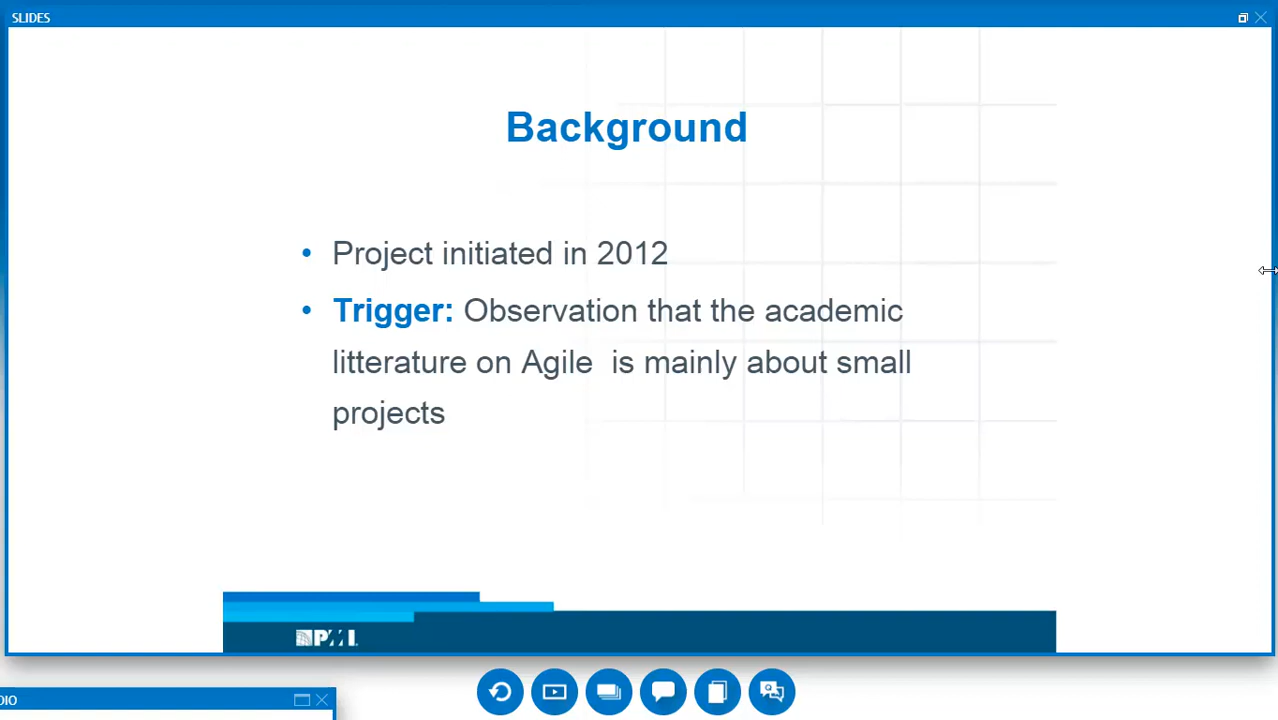 SLIDES
Background
• Project initiated in 2012
• Trigger: Observation that the academic
litterature on Agile  is mainly about small
projects
PMI
DIO